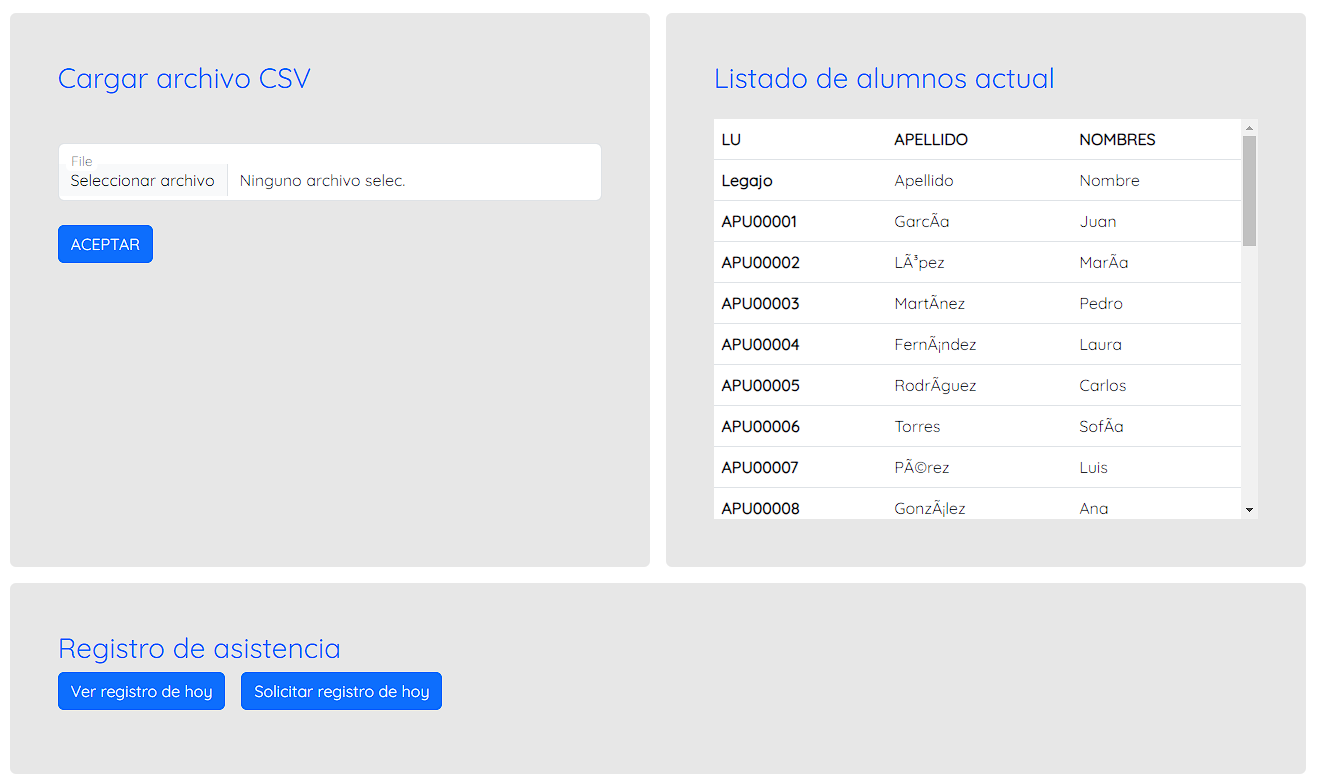 Cargar archivo CSV
File
Seleccionar archivo Ninguno archivo selec.
ACEPTAR
Listado de alumnos actual
LU APELLIDO NOMBRES
Legajo Apellido Nombre
APU00001 GarcÃa Juan
APU00002 LÃ³pez MarÃa
APU00003 MartÃnez Pedro
APU00004 FernÃ¡ndez Laura
APU00005 RodrÃguez Carlos
APU00006 Torres SofÃa
APU00007 PÃ©rez Luis
APU00008 GonzÃ¡lez Ana
Registro de asistencia
Ver registro de hoy Solicitar registro de hoy